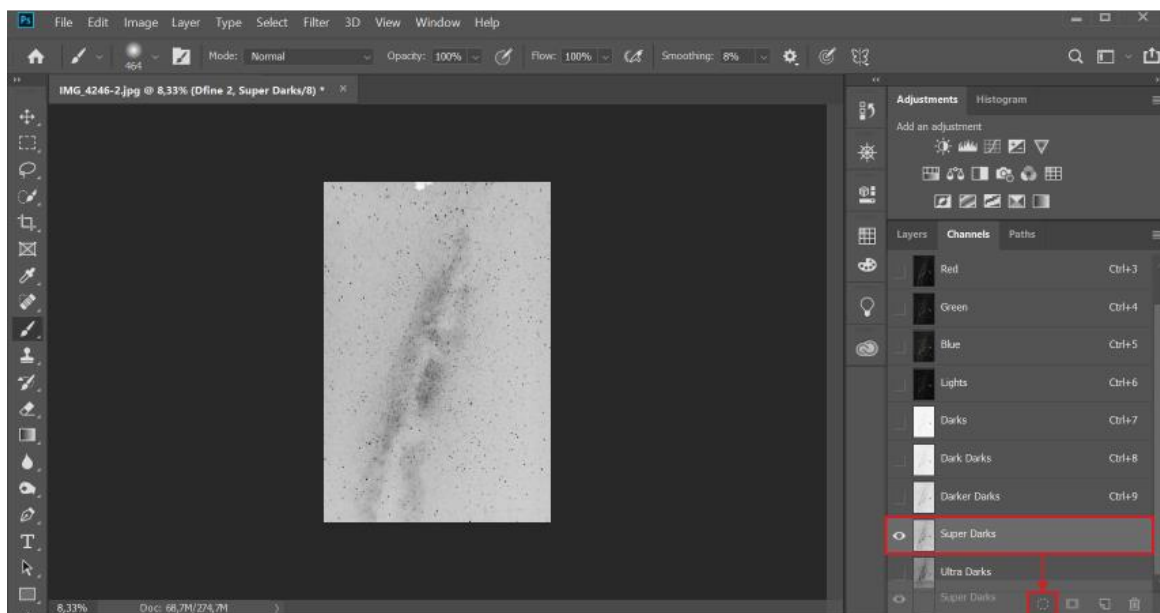 Ps File Edit Image Layer Type Select Filter 3D View Window Help
464 Mode: Normal Opacity: 100% Flow: 100% Smoothing: 8%
IMG_4246-2.jpg @ 8,33% (Dfine 2, Super Darks/8) * ×
Adjustments Histogram
Add an adjustment
Layers Channels Paths
Red Ctrl+3
Green Ctrl+4
Blue Ctrl+5
Lights Ctrl+6
Darks Ctrl+7
Dark Darks Ctrl+8
Darker Darks Ctrl+9
Super Darks
Ultra Darks
Super Darks
8,33% Doc: 68,7M/274,7M